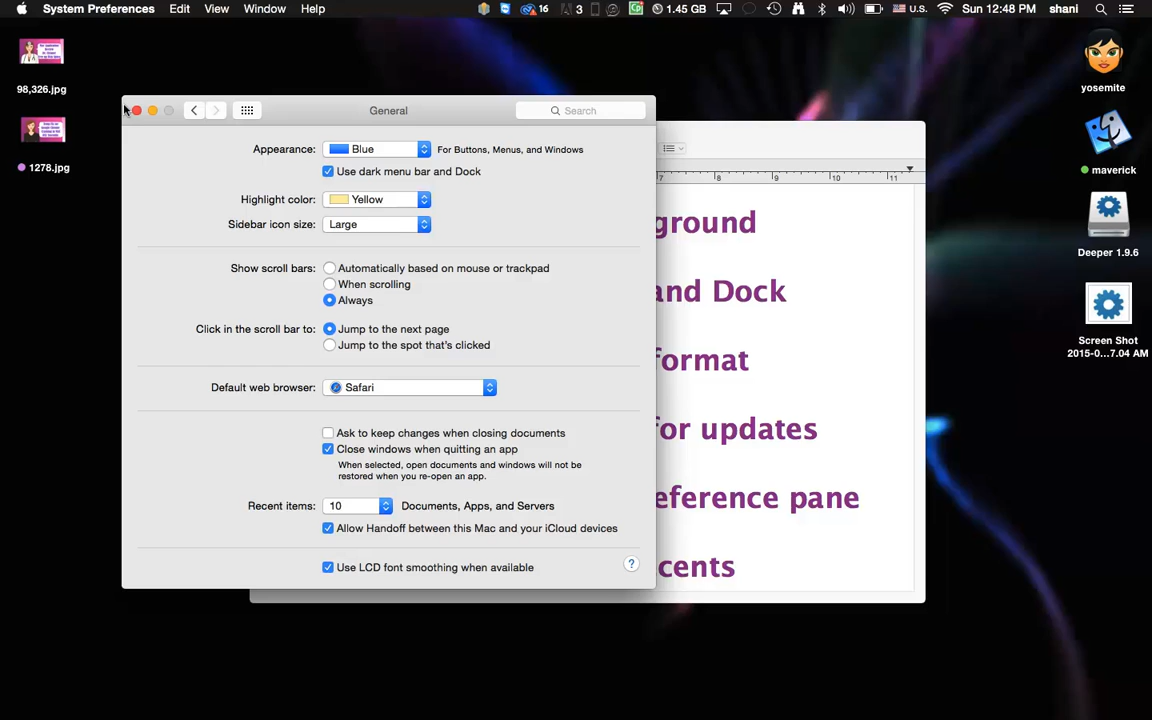 System Preferences Edit View Window Help 16 3 1.45 GB U.S. Sun 12:48 PM shani
98,326.jpg
1278.jpg
yosemite
maverick
Deeper 1.9.6
Screen Shot
2015-0...7.04 AM
General
Search
Appearance: Blue For Buttons, Menus, and Windows
Use dark menu bar and Dock
Highlight color: Yellow
Sidebar icon size: Large
Show scroll bars: Automatically based on mouse or trackpad
When scrolling
Always
Click in the scroll bar to: Jump to the next page
Jump to the spot that's clicked
Default web browser: Safari
Ask to keep changes when closing documents
Close windows when quitting an app
When selected, open documents and windows will not be
restored when you re-open an app.
Recent items: 10 Documents, Apps, and Servers
Allow Handoff between this Mac and your iCloud devices
Use LCD font smoothing when available
?
7 8 9 10 11
ground
and Dock
format
for updates
eference pane
cents